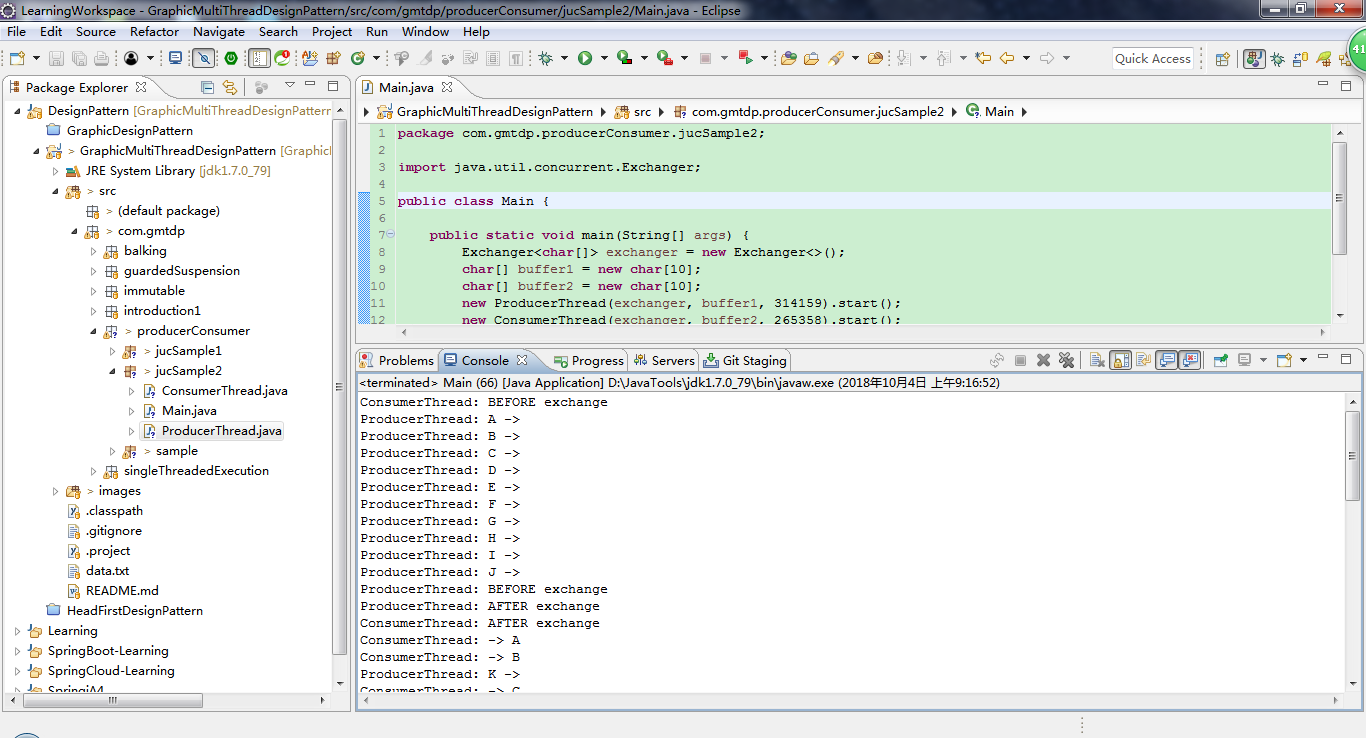 LearningWorkspace - GraphicMultiThreadDesignPattern/src/com/gmtdp/producerConsumer/jucSample2/Main.java - Eclipse
File Edit Source Refactor Navigate Search Project Run Window Help
Quick Access
41
Package Explorer
DesignPattern [GraphicMultiThreadDesignPattern
GraphicDesignPattern
> GraphicMultiThreadDesignPattern [Graphicl
JRE System Library [jdk1.7.0_79]
> src
> (default package)
> com.gmtdp
balking
guardedSuspension
immutable
introduction1
> producerConsumer
> jucSample1
> jucSample2
ConsumerThread.java
Main.java
ProducerThread.java
> sample
singleThreadedExecution
> images
.classpath
.gitignore
.project
data.txt
README.md
HeadFirstDesignPattern
Learning
SpringBoot-Learning
SpringCloud-Learning
Main.java
GraphicMultiThreadDesignPattern src com.gmtdp.producerConsumer.jucSample2 Main
1 package com.gmtdp.producerConsumer.jucSample2;
2
3 import java.util.concurrent.Exchanger;
4
5 public class Main {
6
7 public static void main(String[] args) {
8 Exchanger<char[]> exchanger = new Exchanger<>();
9 char[] buffer1 = new char[10];
10 char[] buffer2 = new char[10];
11 new ProducerThread(exchanger, buffer1, 314159).start();
12 new ConsumerThread(exchanger, buffer2, 265358).start();
Problems Console Progress Servers Git Staging
<terminated> Main (66) [Java Application] D:\JavaTools\jdk1.7.0_79\bin\javaw.exe (2018年10月4日 上午9:16:52)
ConsumerThread: BEFORE exchange
ProducerThread: A ->
ProducerThread: B ->
ProducerThread: C ->
ProducerThread: D ->
ProducerThread: E ->
ProducerThread: F ->
ProducerThread: G ->
ProducerThread: H ->
ProducerThread: I ->
ProducerThread: J ->
ProducerThread: BEFORE exchange
ProducerThread: AFTER exchange
ConsumerThread: AFTER exchange
ConsumerThread: -> A
ConsumerThread: -> B
ProducerThread: K ->
ConsumerThread: -> C